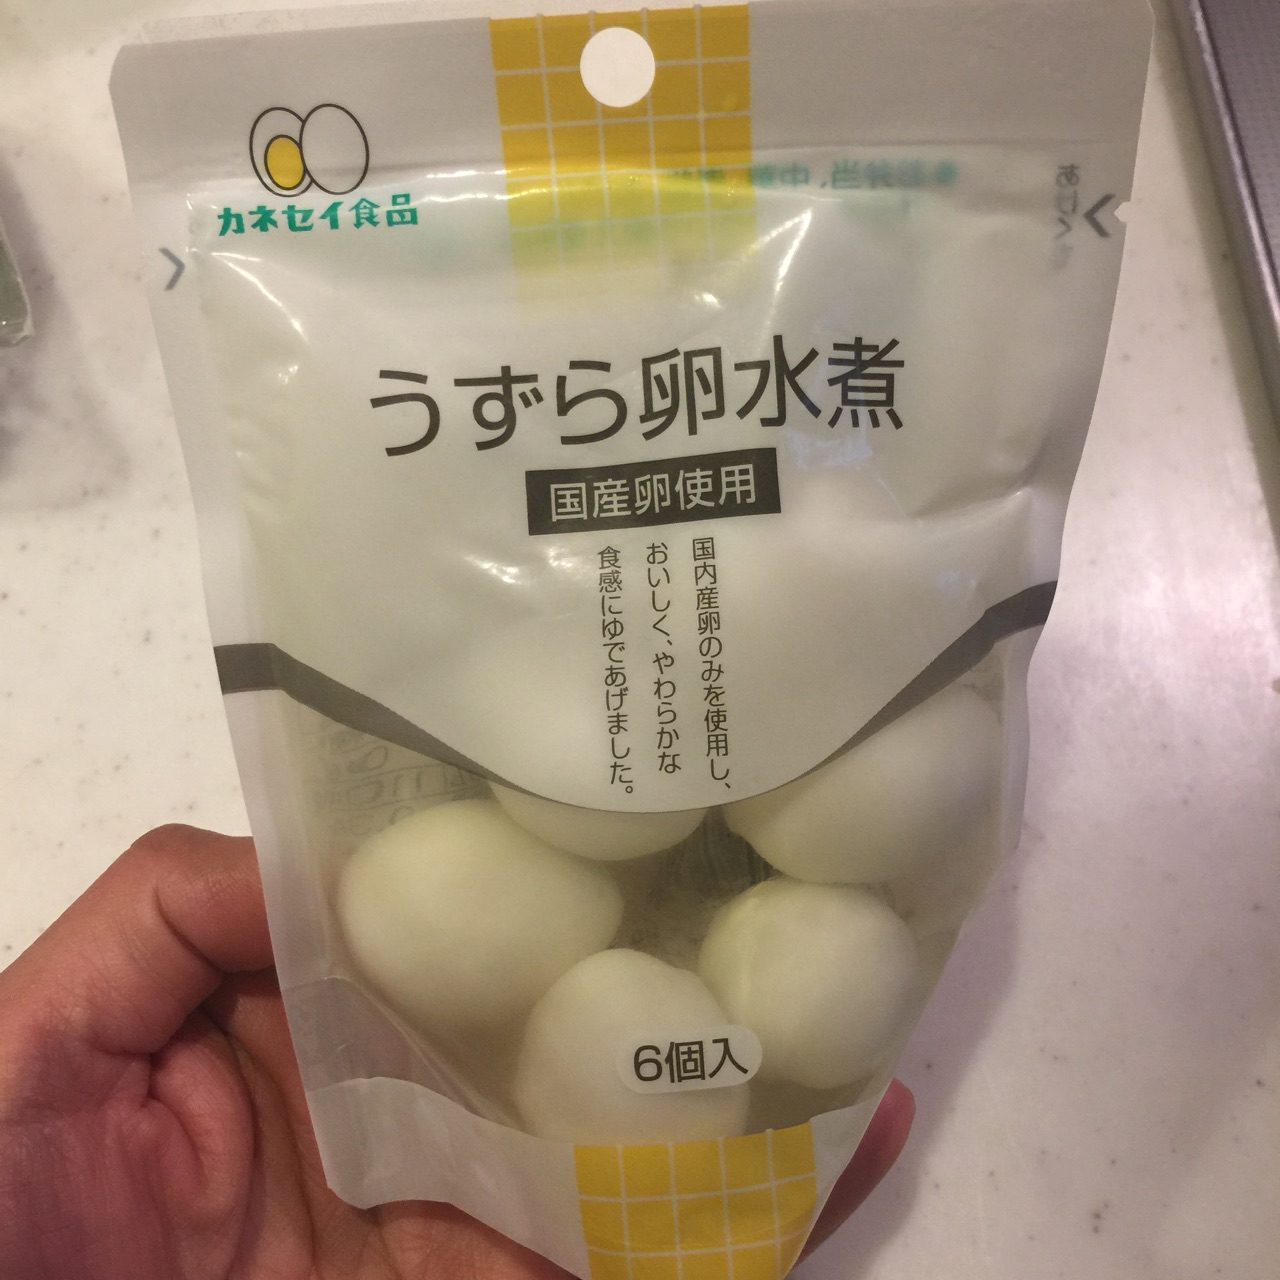 カネセイ食品
うずら卵水煮
国産卵使用
国内産卵のみを使用し、
おいしく、やわらかな
食感にゆであげました。
6個入